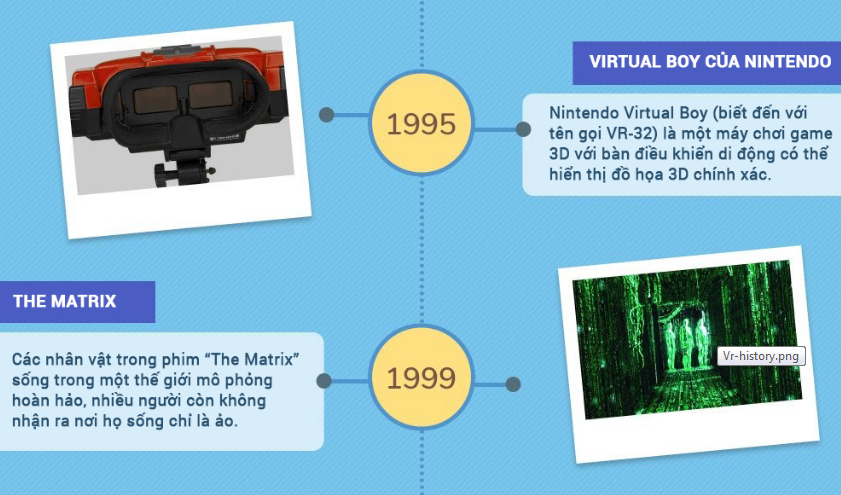 1995
VIRTUAL BOY CỦA NINTENDO
Nintendo Virtual Boy (biết đến với
tên gọi VR-32) là một máy chơi game
3D với bàn điều khiển di động có thể
hiển thị đồ họa 3D chính xác.
THE MATRIX
Các nhân vật trong phim “The Matrix”
sống trong một thế giới mô phỏng
hoàn hảo, nhiều người còn không
nhận ra nơi họ sống chỉ là ảo.
1999
Vr-history.png